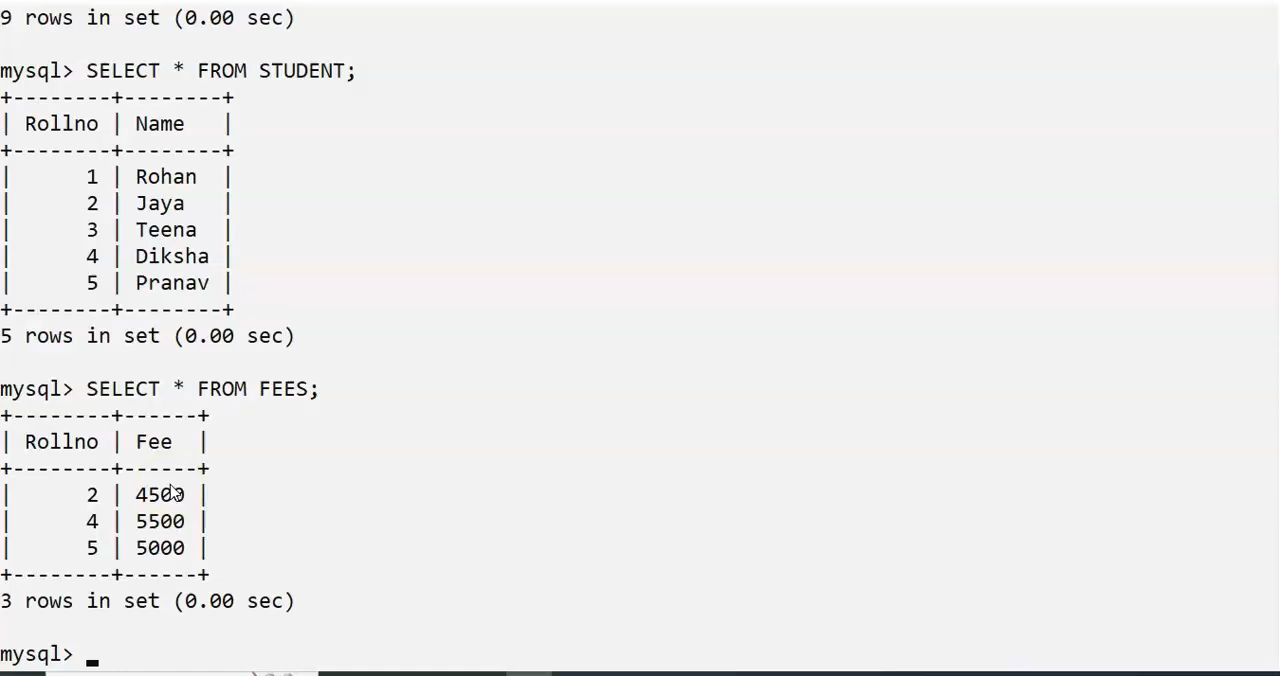 9 rows in set (0.00 sec)
mysql> SELECT * FROM STUDENT;
+--------+--------+
| Rollno | Name   |
+--------+--------+
|      1 | Rohan  |
|      2 | Jaya   |
|      3 | Teena  |
|      4 | Diksha |
|      5 | Pranav |
+--------+--------+
5 rows in set (0.00 sec)
mysql> SELECT * FROM FEES;
+--------+------+
| Rollno | Fee  |
+--------+------+
|      2 | 4500 |
|      4 | 5500 |
|      5 | 5000 |
+--------+------+
3 rows in set (0.00 sec)
mysql> _